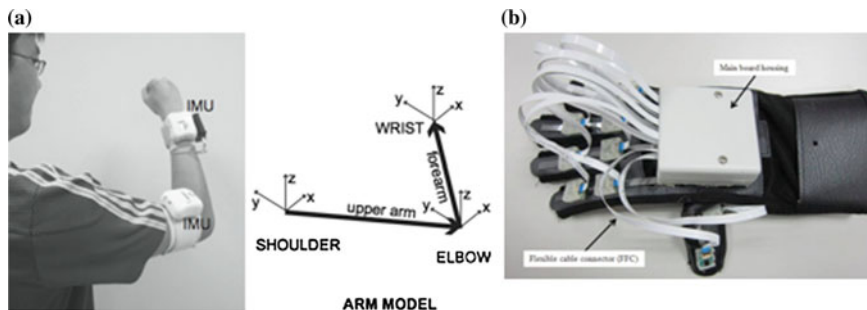 (a)
IMU
IMU
z
y
x
WRIST
z
y
x
forearm
z
y
x
upper arm
SHOULDER
ELBOW
ARM MODEL
(b)
Main board housing
Flexible cable connector (FFC)